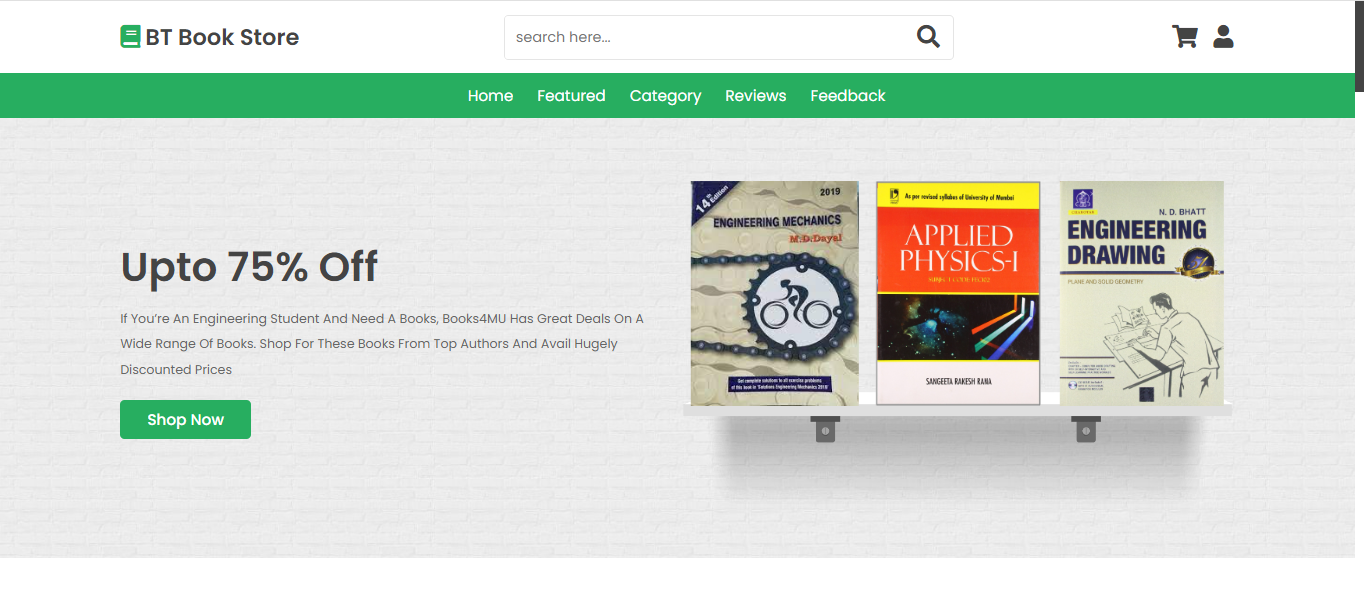 BT Book Store
search here...
Home Featured Category Reviews Feedback
Upto 75% Off
If You're An Engineering Student And Need A Books, Books4MU Has Great Deals On A
Wide Range Of Books. Shop For These Books From Top Authors And Avail Hugely
Discounted Prices
Shop Now
14th Edition
2019
ENGINEERING MECHANICS
M.D.Dayal
Get complete solutions to all exercise problems
of this book in 'Solutions Engineering Mechanics 2019'
As per revised syllabus of University of Mumbai
APPLIED
PHYSICS-I
SANGEETA RAKESH RANA
N. D. BHATT
ENGINEERING
DRAWING
PLANE AND SOLID GEOMETRY